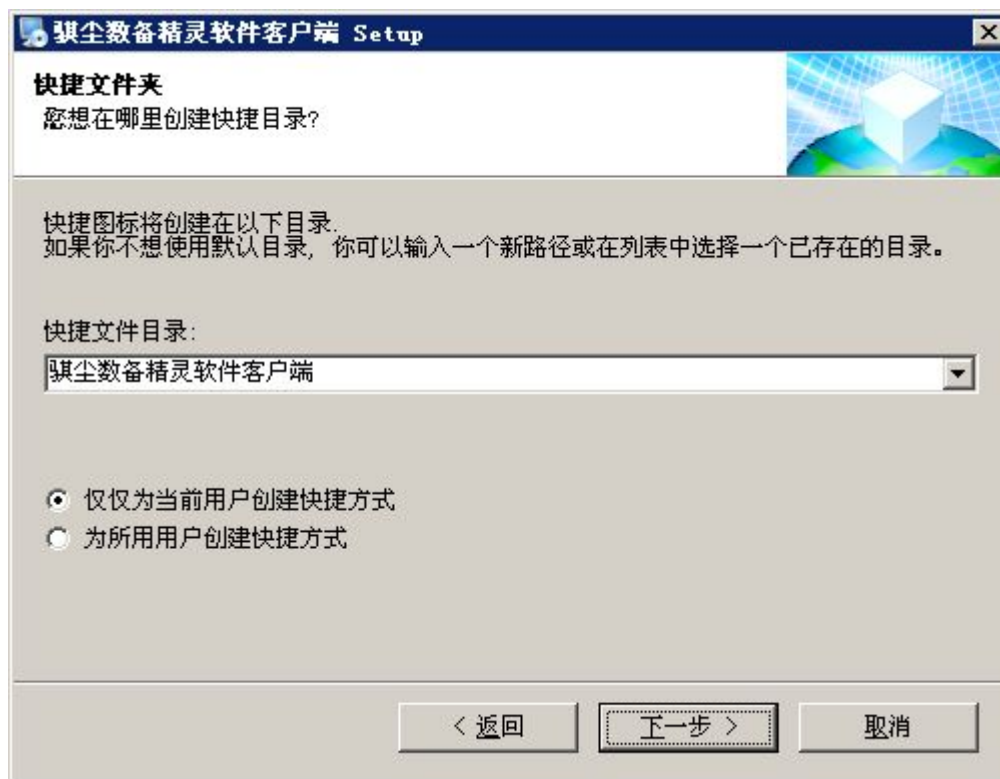 骐尘数备精灵软件客户端 Setup
快捷文件夹
您想在哪里创建快捷目录?
快捷图标将创建在以下目录.
如果你不想使用默认目录, 你可以输入一个新路径或在列表中选择一个已存在的目录。
快捷文件目录:
骐尘数备精灵软件客户端
仅仅为当前用户创建快捷方式
为所用用户创建快捷方式
< 返回
下一步 >
取消